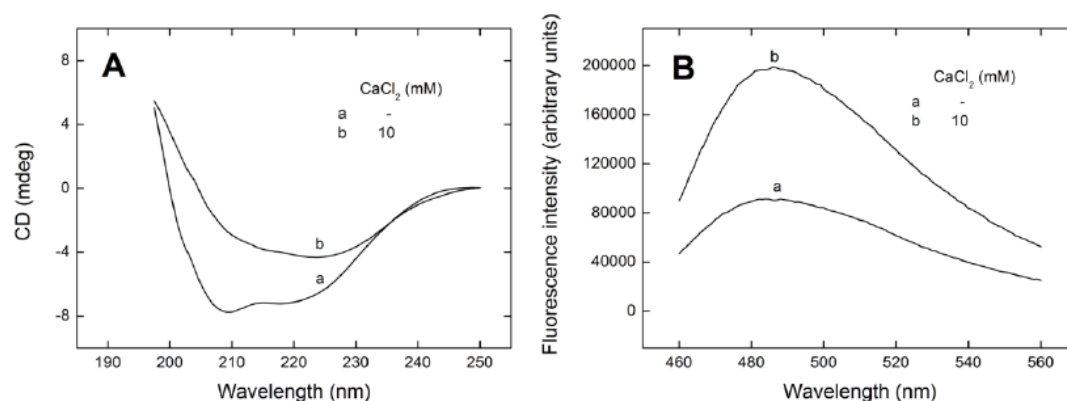 A
CaCl₂ (mM)
a -
b 10
b
a
8
4
0
-4
-8
CD (mdeg)
190 200 210 220 230 240 250
Wavelength (nm)
B
b
CaCl₂ (mM)
a -
b 10
a
200000
160000
120000
80000
40000
0
Fluorescence intensity (arbitrary units)
460 480 500 520 540 560
Wavelength (nm)